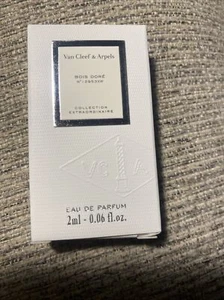 Van Cleef & Arpels
BOIS DORÉ
COLLECTION
EXTRAORDINAIRE
EAU DE PARFUM
2ml - 0.06 fl.oz.